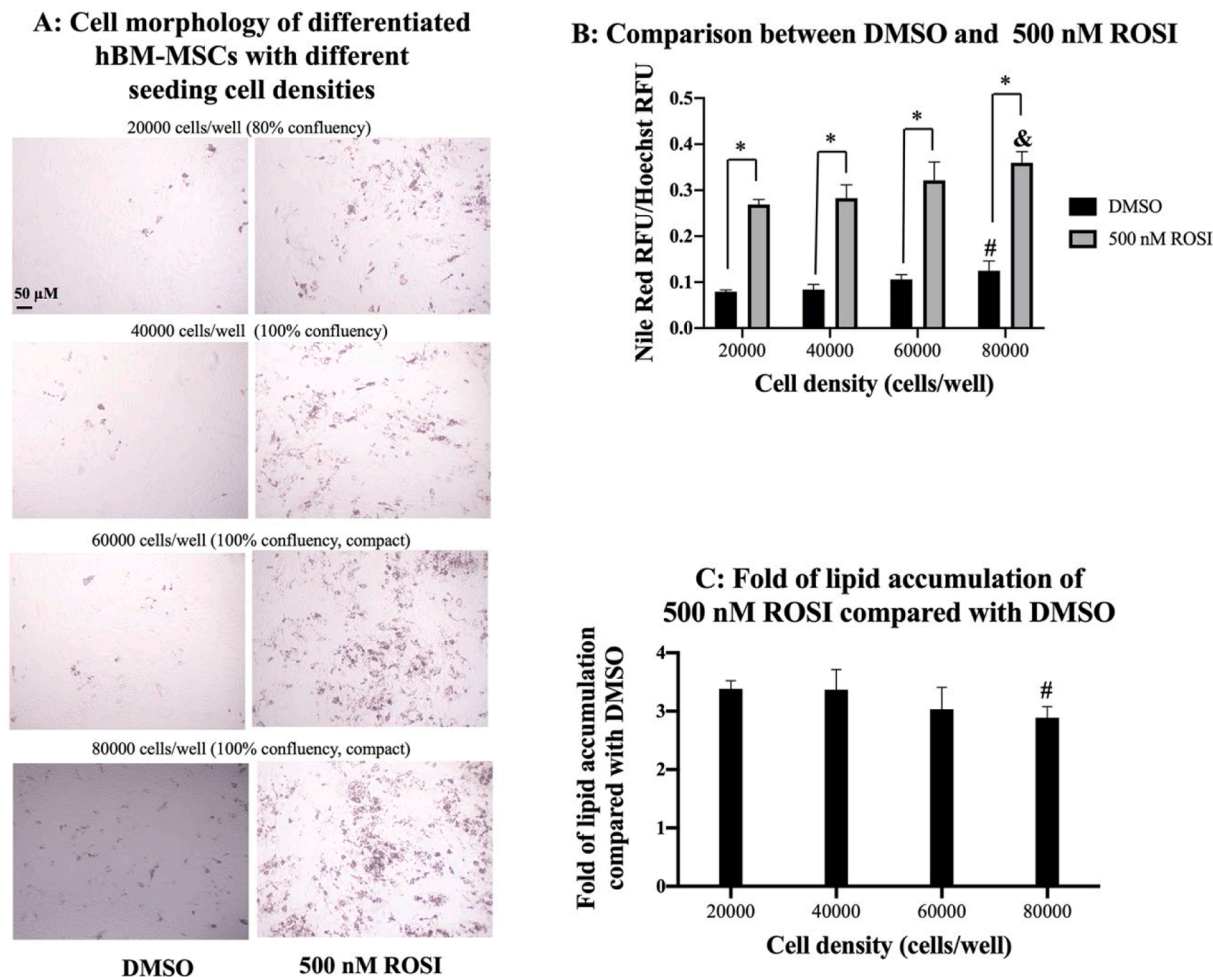 A: Cell morphology of differentiated
hBM-MSCs with different
seeding cell densities
20000 cells/well (80% confluency)
50 µM
40000 cells/well (100% confluency)
60000 cells/well (100% confluency, compact)
80000 cells/well (100% confluency, compact)
DMSO
500 nM ROSI
B: Comparison between DMSO and 500 nM ROSI
Nile Red RFU/Hoechst RFU
0.5
0.4
0.3
0.2
0.1
0.0
*
*
*
*
&
#
20000
40000
60000
80000
Cell density (cells/well)
DMSO
500 nM ROSI
C: Fold of lipid accumulation of
500 nM ROSI compared with DMSO
Fold of lipid accumulation
compared with DMSO
4
3
2
1
0
#
20000
40000
60000
80000
Cell density (cells/well)